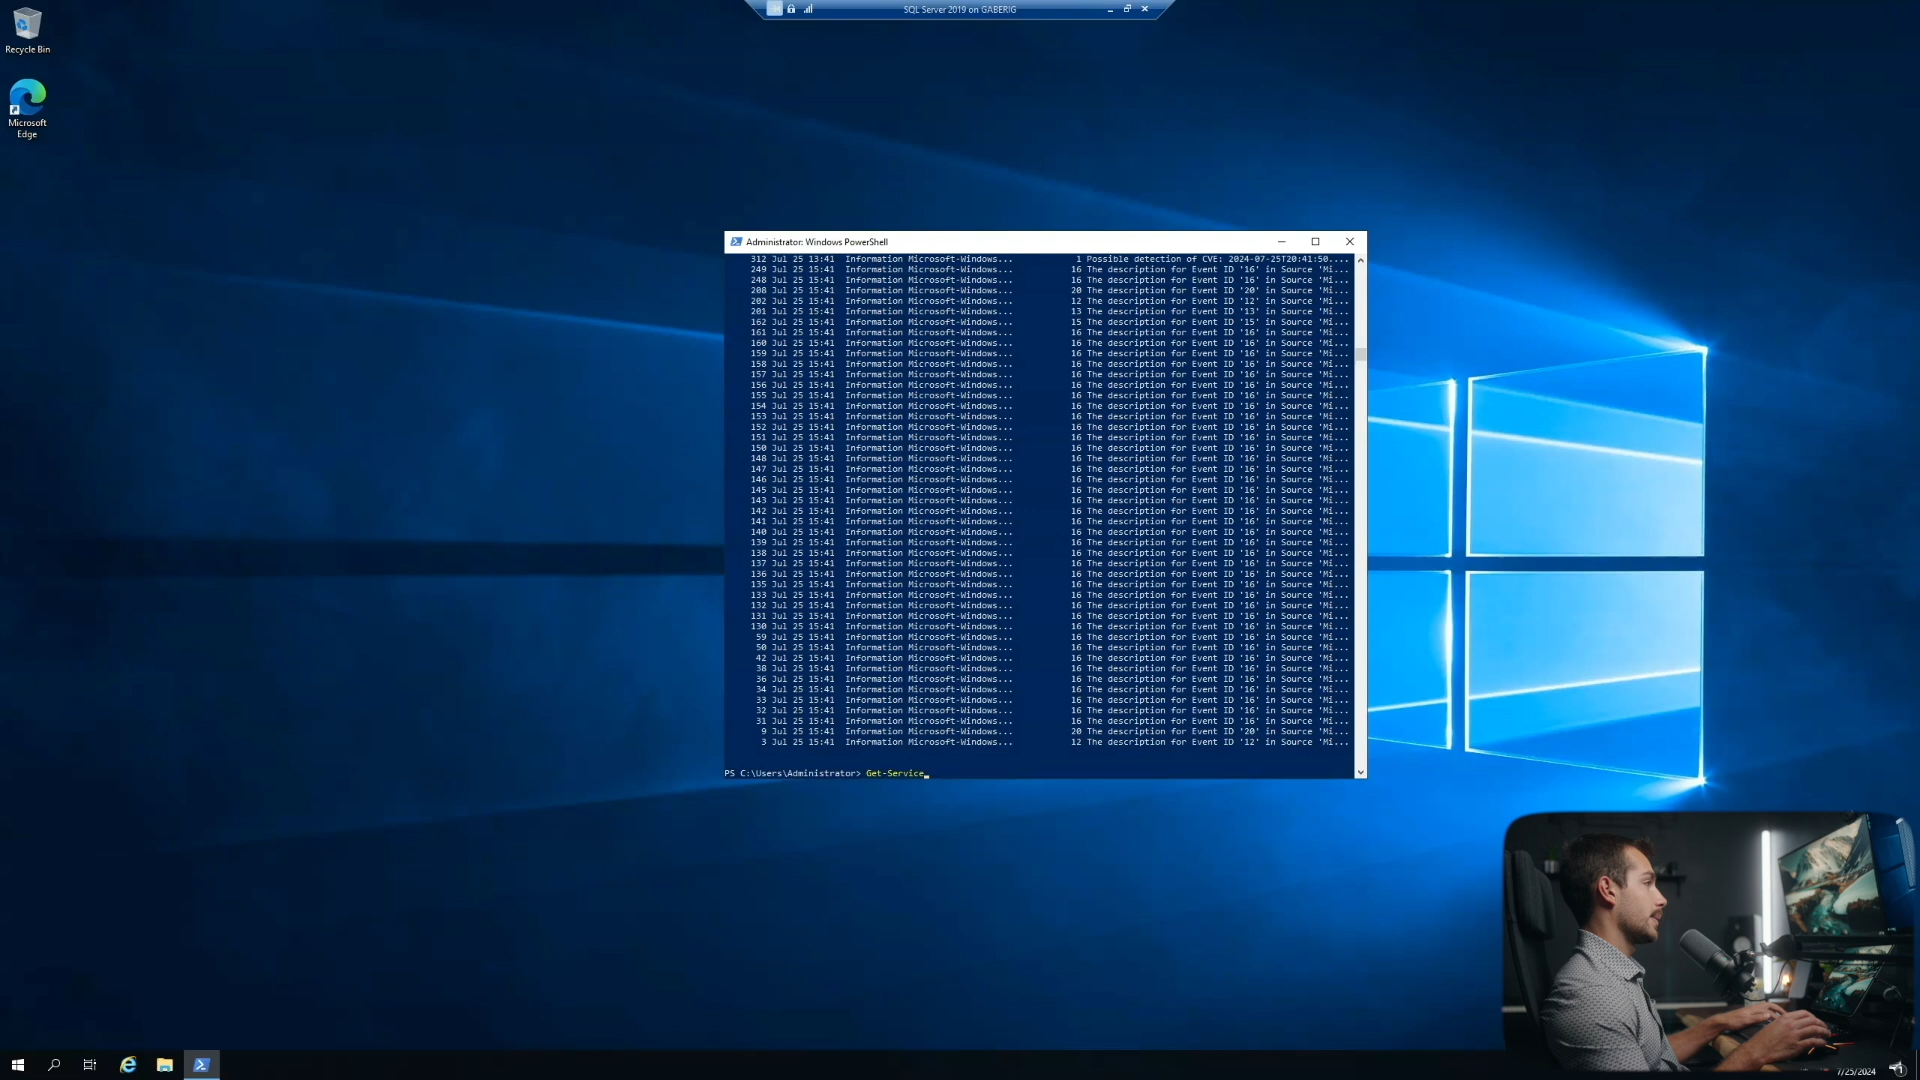 SQL Server 2019 on GABERIG
Recycle Bin
Microsoft
Edge
Administrator: Windows PowerShell
312 Jul 25 13:41 Information Microsoft-Windows... 1 Possible detection of CVE: 2024-07-25T20:41:50....
249 Jul 25 15:41 Information Microsoft-Windows... 16 The description for Event ID '16' in Source 'Mi...
248 Jul 25 15:41 Information Microsoft-Windows... 16 The description for Event ID '16' in Source 'Mi...
208 Jul 25 15:41 Information Microsoft-Windows... 20 The description for Event ID '20' in Source 'Mi...
202 Jul 25 15:41 Information Microsoft-Windows... 12 The description for Event ID '12' in Source 'Mi...
201 Jul 25 15:41 Information Microsoft-Windows... 13 The description for Event ID '13' in Source 'Mi...
162 Jul 25 15:41 Information Microsoft-Windows... 15 The description for Event ID '15' in Source 'Mi...
161 Jul 25 15:41 Information Microsoft-Windows... 16 The description for Event ID '16' in Source 'Mi...
160 Jul 25 15:41 Information Microsoft-Windows... 16 The description for Event ID '16' in Source 'Mi...
159 Jul 25 15:41 Information Microsoft-Windows... 16 The description for Event ID '16' in Source 'Mi...
158 Jul 25 15:41 Information Microsoft-Windows... 16 The description for Event ID '16' in Source 'Mi...
157 Jul 25 15:41 Information Microsoft-Windows... 16 The description for Event ID '16' in Source 'Mi...
156 Jul 25 15:41 Information Microsoft-Windows... 16 The description for Event ID '16' in Source 'Mi...
155 Jul 25 15:41 Information Microsoft-Windows... 16 The description for Event ID '16' in Source 'Mi...
154 Jul 25 15:41 Information Microsoft-Windows... 16 The description for Event ID '16' in Source 'Mi...
153 Jul 25 15:41 Information Microsoft-Windows... 16 The description for Event ID '16' in Source 'Mi...
152 Jul 25 15:41 Information Microsoft-Windows... 16 The description for Event ID '16' in Source 'Mi...
151 Jul 25 15:41 Information Microsoft-Windows... 16 The description for Event ID '16' in Source 'Mi...
150 Jul 25 15:41 Information Microsoft-Windows... 16 The description for Event ID '16' in Source 'Mi...
148 Jul 25 15:41 Information Microsoft-Windows... 16 The description for Event ID '16' in Source 'Mi...
147 Jul 25 15:41 Information Microsoft-Windows... 16 The description for Event ID '16' in Source 'Mi...
146 Jul 25 15:41 Information Microsoft-Windows... 16 The description for Event ID '16' in Source 'Mi...
145 Jul 25 15:41 Information Microsoft-Windows... 16 The description for Event ID '16' in Source 'Mi...
143 Jul 25 15:41 Information Microsoft-Windows... 16 The description for Event ID '16' in Source 'Mi...
142 Jul 25 15:41 Information Microsoft-Windows... 16 The description for Event ID '16' in Source 'Mi...
141 Jul 25 15:41 Information Microsoft-Windows... 16 The description for Event ID '16' in Source 'Mi...
140 Jul 25 15:41 Information Microsoft-Windows... 16 The description for Event ID '16' in Source 'Mi...
139 Jul 25 15:41 Information Microsoft-Windows... 16 The description for Event ID '16' in Source 'Mi...
138 Jul 25 15:41 Information Microsoft-Windows... 16 The description for Event ID '16' in Source 'Mi...
137 Jul 25 15:41 Information Microsoft-Windows... 16 The description for Event ID '16' in Source 'Mi...
136 Jul 25 15:41 Information Microsoft-Windows... 16 The description for Event ID '16' in Source 'Mi...
135 Jul 25 15:41 Information Microsoft-Windows... 16 The description for Event ID '16' in Source 'Mi...
133 Jul 25 15:41 Information Microsoft-Windows... 16 The description for Event ID '16' in Source 'Mi...
132 Jul 25 15:41 Information Microsoft-Windows... 16 The description for Event ID '16' in Source 'Mi...
131 Jul 25 15:41 Information Microsoft-Windows... 16 The description for Event ID '16' in Source 'Mi...
130 Jul 25 15:41 Information Microsoft-Windows... 16 The description for Event ID '16' in Source 'Mi...
59 Jul 25 15:41 Information Microsoft-Windows... 16 The description for Event ID '16' in Source 'Mi...
50 Jul 25 15:41 Information Microsoft-Windows... 16 The description for Event ID '16' in Source 'Mi...
42 Jul 25 15:41 Information Microsoft-Windows... 16 The description for Event ID '16' in Source 'Mi...
38 Jul 25 15:41 Information Microsoft-Windows... 16 The description for Event ID '16' in Source 'Mi...
36 Jul 25 15:41 Information Microsoft-Windows... 16 The description for Event ID '16' in Source 'Mi...
34 Jul 25 15:41 Information Microsoft-Windows... 16 The description for Event ID '16' in Source 'Mi...
33 Jul 25 15:41 Information Microsoft-Windows... 16 The description for Event ID '16' in Source 'Mi...
32 Jul 25 15:41 Information Microsoft-Windows... 16 The description for Event ID '16' in Source 'Mi...
31 Jul 25 15:41 Information Microsoft-Windows... 16 The description for Event ID '16' in Source 'Mi...
9 Jul 25 15:41 Information Microsoft-Windows... 20 The description for Event ID '20' in Source 'Mi...
3 Jul 25 15:41 Information Microsoft-Windows... 12 The description for Event ID '12' in Source 'Mi...
PS C:\Users\Administrator> Get-Service_
7/25/2024